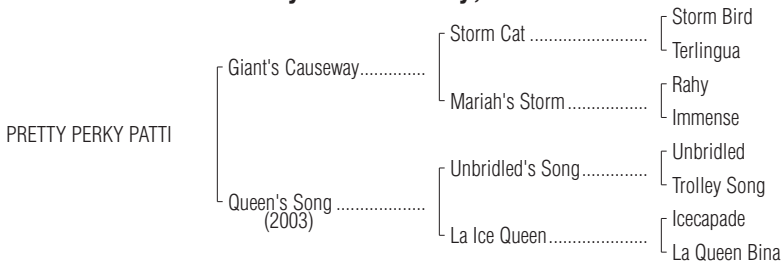 Storm Bird
Storm Cat ..........................
Terlingua
Giant's Causeway..............
Rahy
Mariah's Storm..................
Immense
PRETTY PERKY PATTI
Unbridled
Unbridled's Song...............
Trolley Song
Queen's Song ...................
(2003)
Icecapade
La Ice Queen......................
La Queen Bina